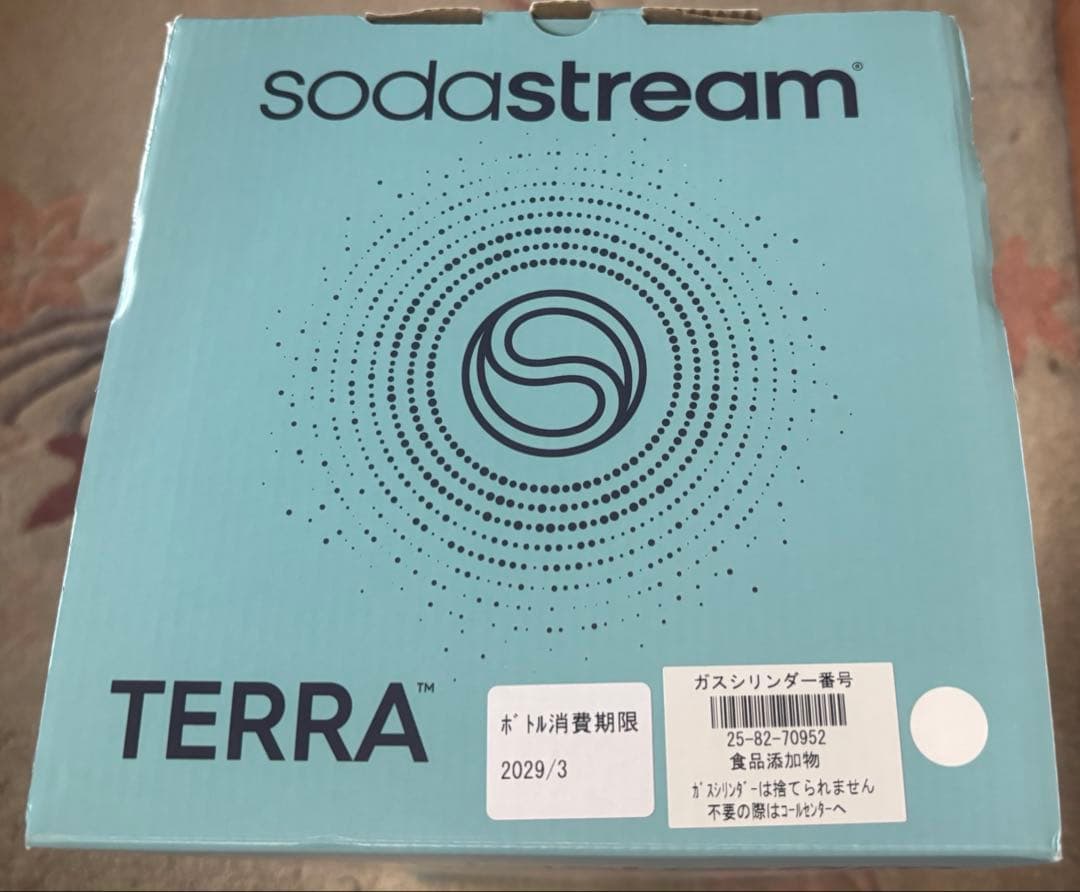 sodastream®
TERRA™
ﾎﾞﾄﾙ消費期限
2029/3
ガスシリンダー番号
25-82-70952
食品添加物
ｶﾞｽｼﾘﾝﾀﾞｰは捨てられません
不要の際はｺｰﾙｾﾝﾀｰへ